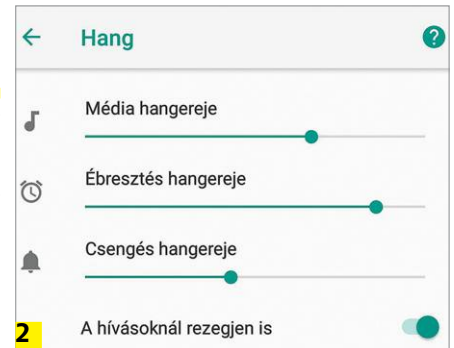 Hang
?
Média hangereje
Ébresztés hangereje
Csengés hangereje
2 A hívásoknál rezegjen is